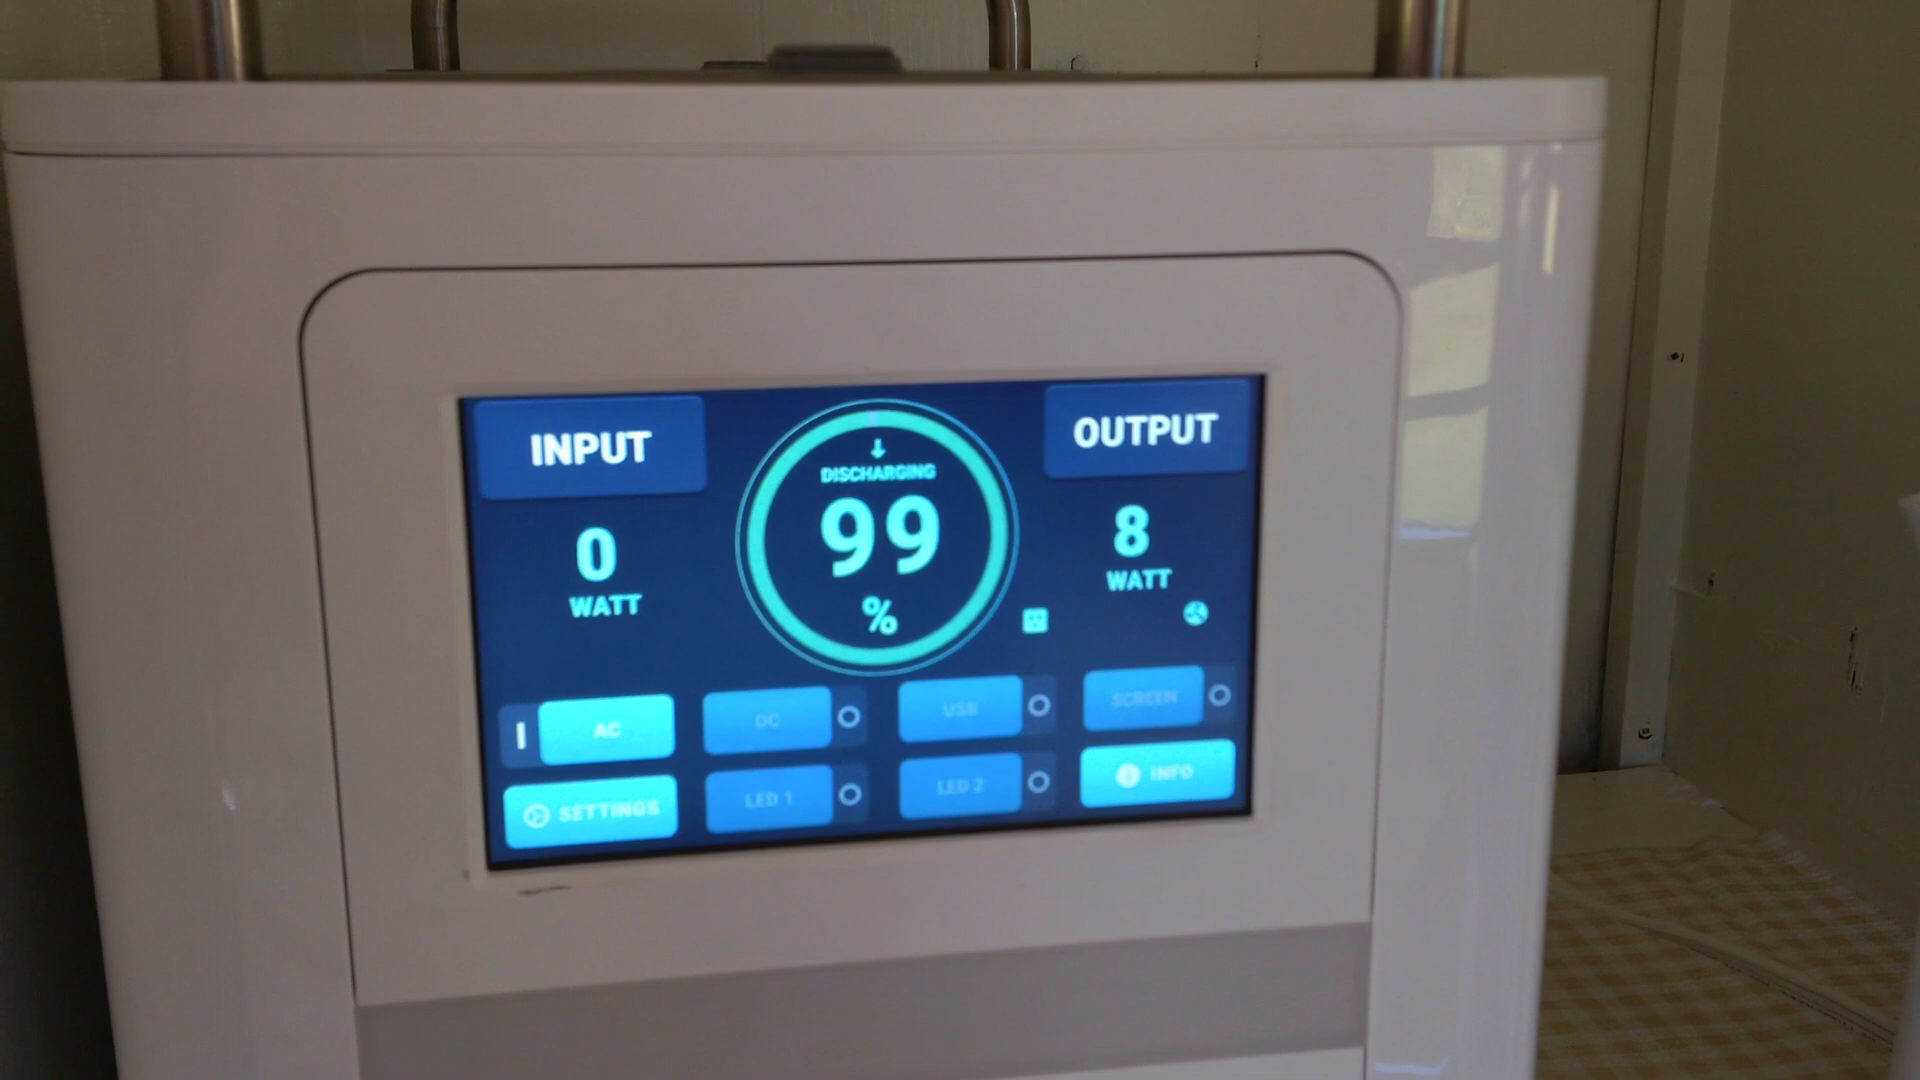 INPUT
DISCHARGING
OUTPUT
0
WATT
99
%
8
WATT
AC
DC
USB
SCREEN
SETTINGS
LED 1
LED 2
INFO